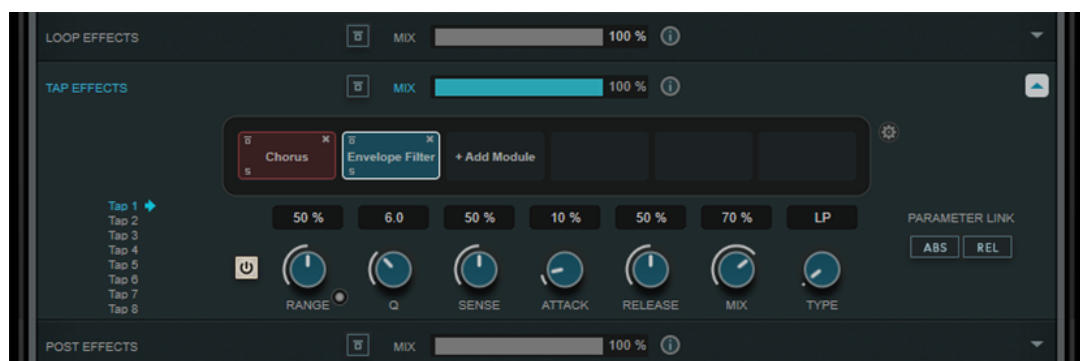 LOOP EFFECTS MIX 100 %
TAP EFFECTS MIX 100 %
Chorus Envelope Filter + Add Module
S S
Tap 1
Tap 2
Tap 3
Tap 4
Tap 5
Tap 6
Tap 7
Tap 8
50 % 6.0 50 % 10 % 50 % 70 % LP
RANGE Q SENSE ATTACK RELEASE MIX TYPE
PARAMETER LINK
ABS REL
POST EFFECTS MIX 100 %